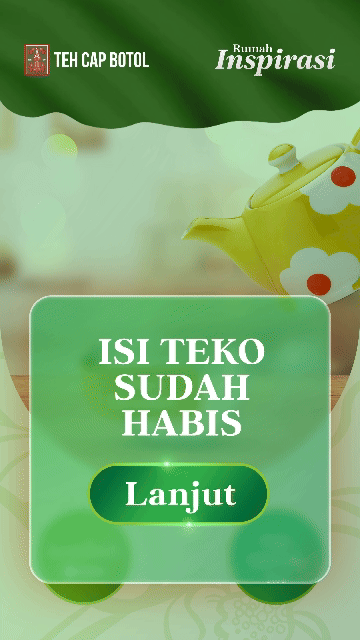 TEH CAP BOTOL
Rumah
Inspirasi
ISI TEKO
SUDAH
HABIS
Lanjut